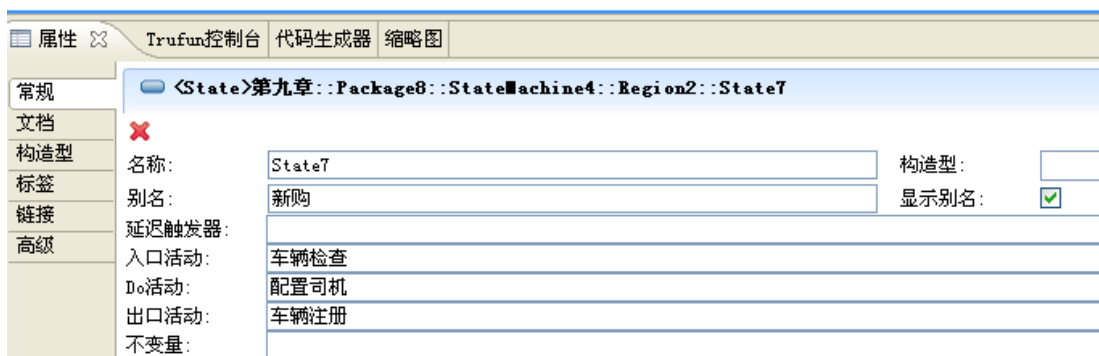 属性 Trufun控制台 代码生成器 缩略图
常规
文档
构造型
标签
链接
高级
<State>第九章::Package8::StateMachine4::Region2::State7
名称: State7 构造型:
别名: 新购 显示别名:
延迟触发器:
入口活动: 车辆检查
Do活动: 配置司机
出口活动: 车辆注册
不变量: